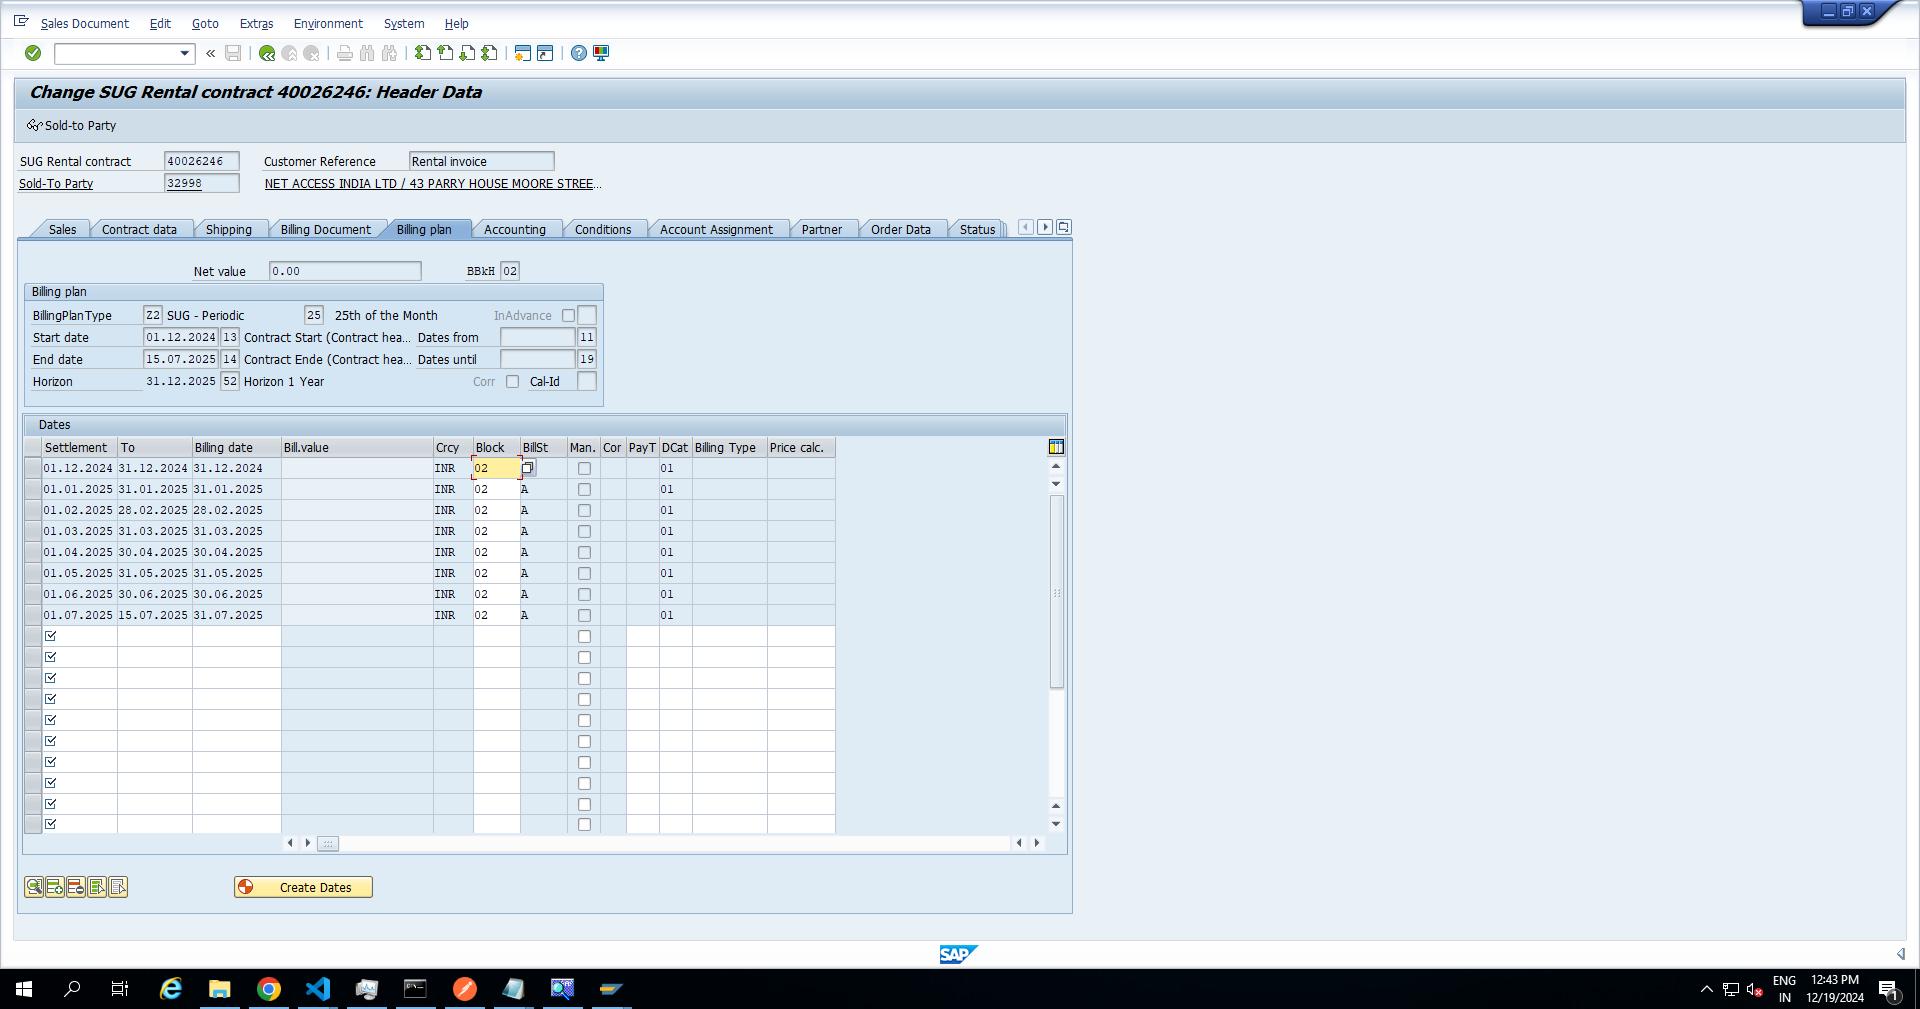 Sales Document Edit Goto Extras Environment System Help
Change SUG Rental contract 40026246: Header Data
Sold-to Party
SUG Rental contract 40026246 Customer Reference Rental invoice
Sold-To Party 32998 NET ACCESS INDIA LTD / 43 PARRY HOUSE MOORE STREE...
Sales Contract data Shipping Billing Document Billing plan Accounting Conditions Account Assignment Partner Order Data Status
Net value 0.00 BBkH 02
Billing plan
BillingPlanType Z2 SUG - Periodic 25 25th of the Month InAdvance
Start date 01.12.2024 13 Contract Start (Contract hea... Dates from 11
End date 15.07.2025 14 Contract Ende (Contract hea... Dates until 19
Horizon 31.12.2025 52 Horizon 1 Year Corr Cal-Id
Dates
Settlement To Billing date Bill.value Crcy Block BillSt Man. Cor PayT DCat Billing Type Price calc.
01.12.2024 31.12.2024 31.12.2024 INR 02 01
01.01.2025 31.01.2025 31.01.2025 INR 02 A 01
01.02.2025 28.02.2025 28.02.2025 INR 02 A 01
01.03.2025 31.03.2025 31.03.2025 INR 02 A 01
01.04.2025 30.04.2025 30.04.2025 INR 02 A 01
01.05.2025 31.05.2025 31.05.2025 INR 02 A 01
01.06.2025 30.06.2025 30.06.2025 INR 02 A 01
01.07.2025 15.07.2025 31.07.2025 INR 02 A 01
Create Dates
SAP
ENG 12:43 PM
IN 12/19/2024 1